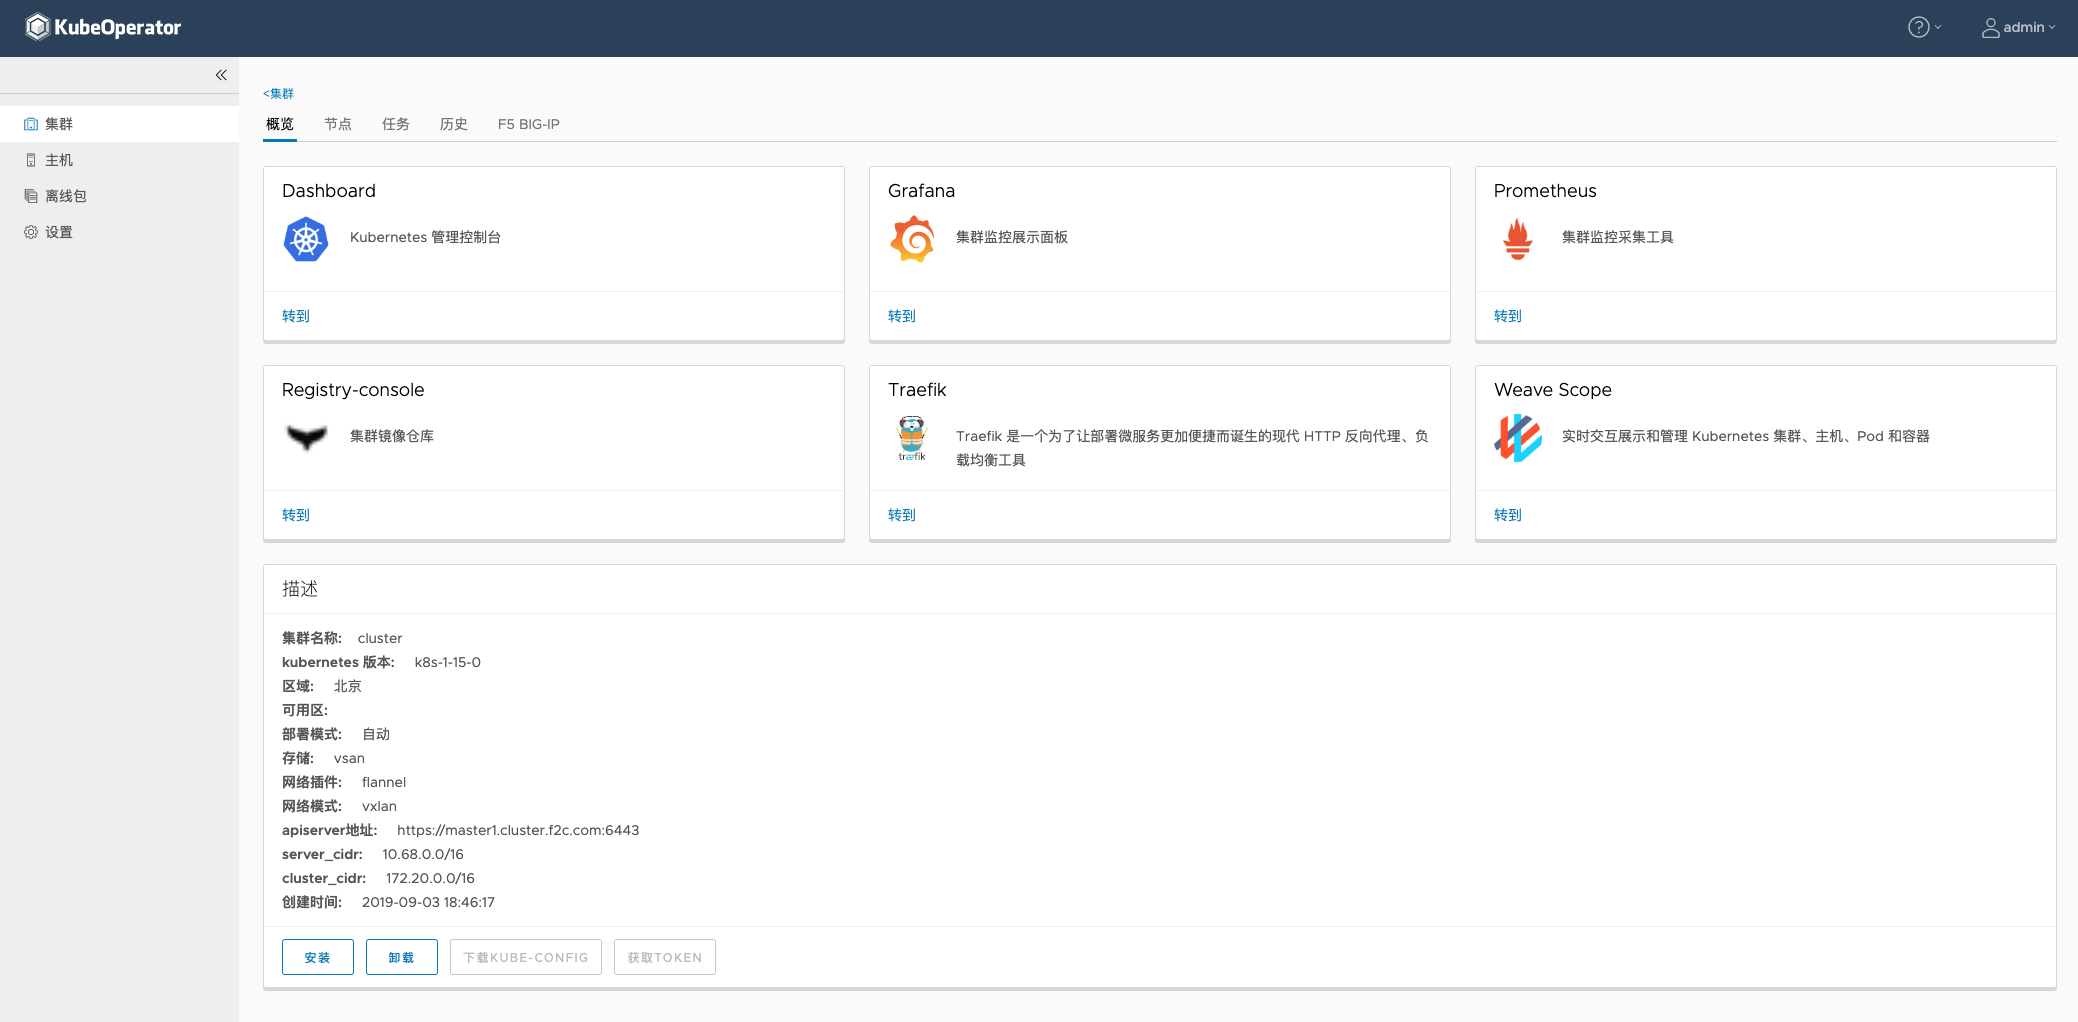 KubeOperator
admin
集群
主机
离线包
设置
<集群
概览 节点 任务 历史 F5 BIG-IP
Dashboard
Kubernetes 管理控制台
转到
Grafana
集群监控展示面板
转到
Prometheus
集群监控采集工具
转到
Registry-console
集群镜像仓库
转到
Traefik
træfik
Traefik 是一个为了让部署微服务更加便捷而诞生的现代 HTTP 反向代理、负
载均衡工具
转到
Weave Scope
实时交互展示和管理 Kubernetes 集群、主机、Pod 和容器
转到
描述
集群名称: cluster
kubernetes 版本: k8s-1-15-0
区域: 北京
可用区:
部署模式: 自动
存储: vsan
网络插件: flannel
网络模式: vxlan
apiserver地址: https://master1.cluster.f2c.com:6443
server_cidr: 10.68.0.0/16
cluster_cidr: 172.20.0.0/16
创建时间: 2019-09-03 18:46:17
安装 卸载 下载KUBE-CONFIG 获取TOKEN